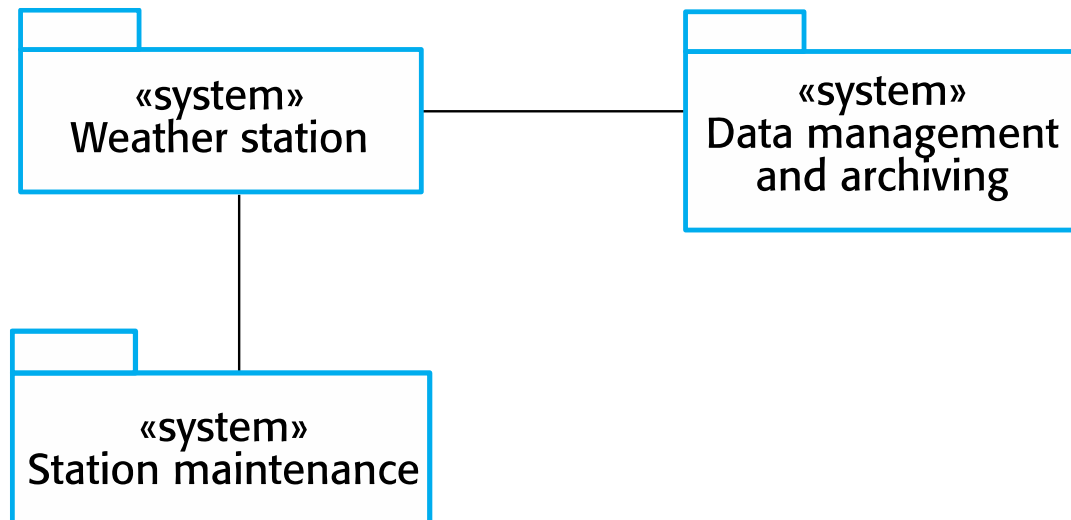 «system»
Weather station
«system»
Data management
and archiving
«system»
Station maintenance